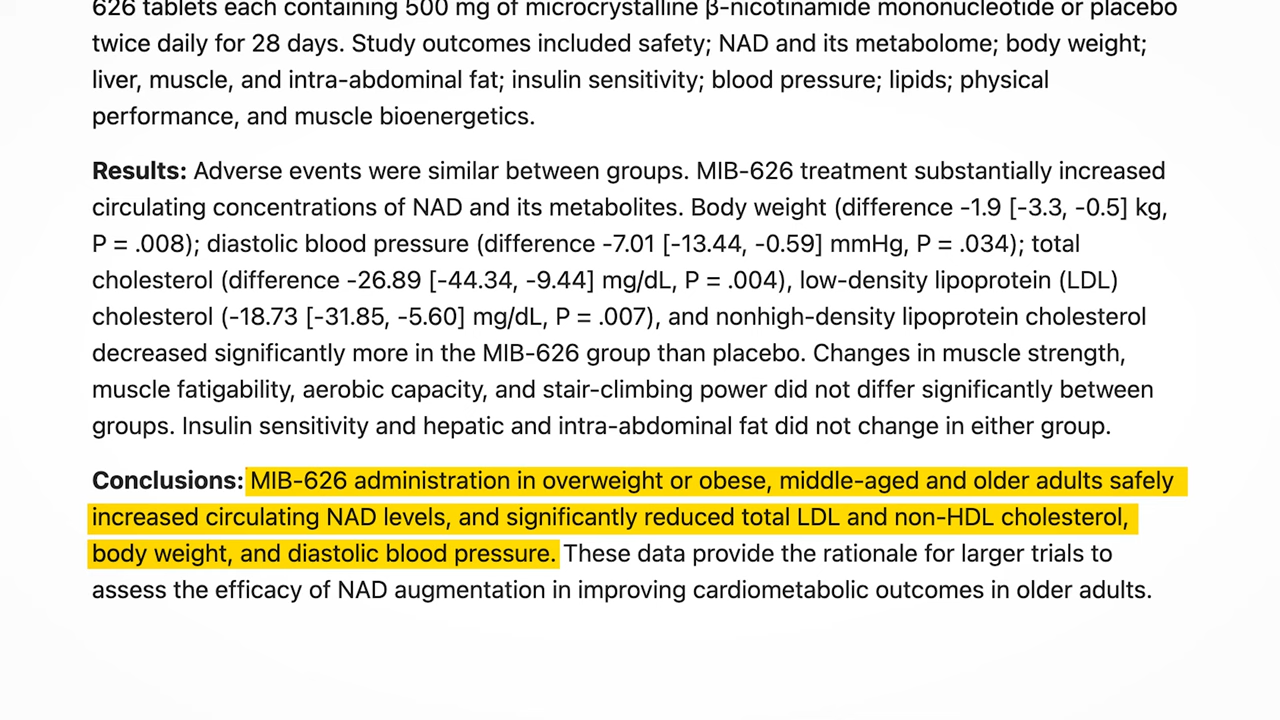 626 tablets each containing 500 mg of microcrystalline β-nicotinamide mononucleotide or placebo
twice daily for 28 days. Study outcomes included safety; NAD and its metabolome; body weight;
liver, muscle, and intra-abdominal fat; insulin sensitivity; blood pressure; lipids; physical
performance, and muscle bioenergetics.
Results: Adverse events were similar between groups. MIB-626 treatment substantially increased
circulating concentrations of NAD and its metabolites. Body weight (difference -1.9 [-3.3, -0.5] kg,
P = .008); diastolic blood pressure (difference -7.01 [-13.44, -0.59] mmHg, P = .034); total
cholesterol (difference -26.89 [-44.34, -9.44] mg/dL, P = .004), low-density lipoprotein (LDL)
cholesterol (-18.73 [-31.85, -5.60] mg/dL, P = .007), and nonhigh-density lipoprotein cholesterol
decreased significantly more in the MIB-626 group than placebo. Changes in muscle strength,
muscle fatigability, aerobic capacity, and stair-climbing power did not differ significantly between
groups. Insulin sensitivity and hepatic and intra-abdominal fat did not change in either group.
Conclusions: MIB-626 administration in overweight or obese, middle-aged and older adults safely
increased circulating NAD levels, and significantly reduced total LDL and non-HDL cholesterol,
body weight, and diastolic blood pressure. These data provide the rationale for larger trials to
assess the efficacy of NAD augmentation in improving cardiometabolic outcomes in older adults.